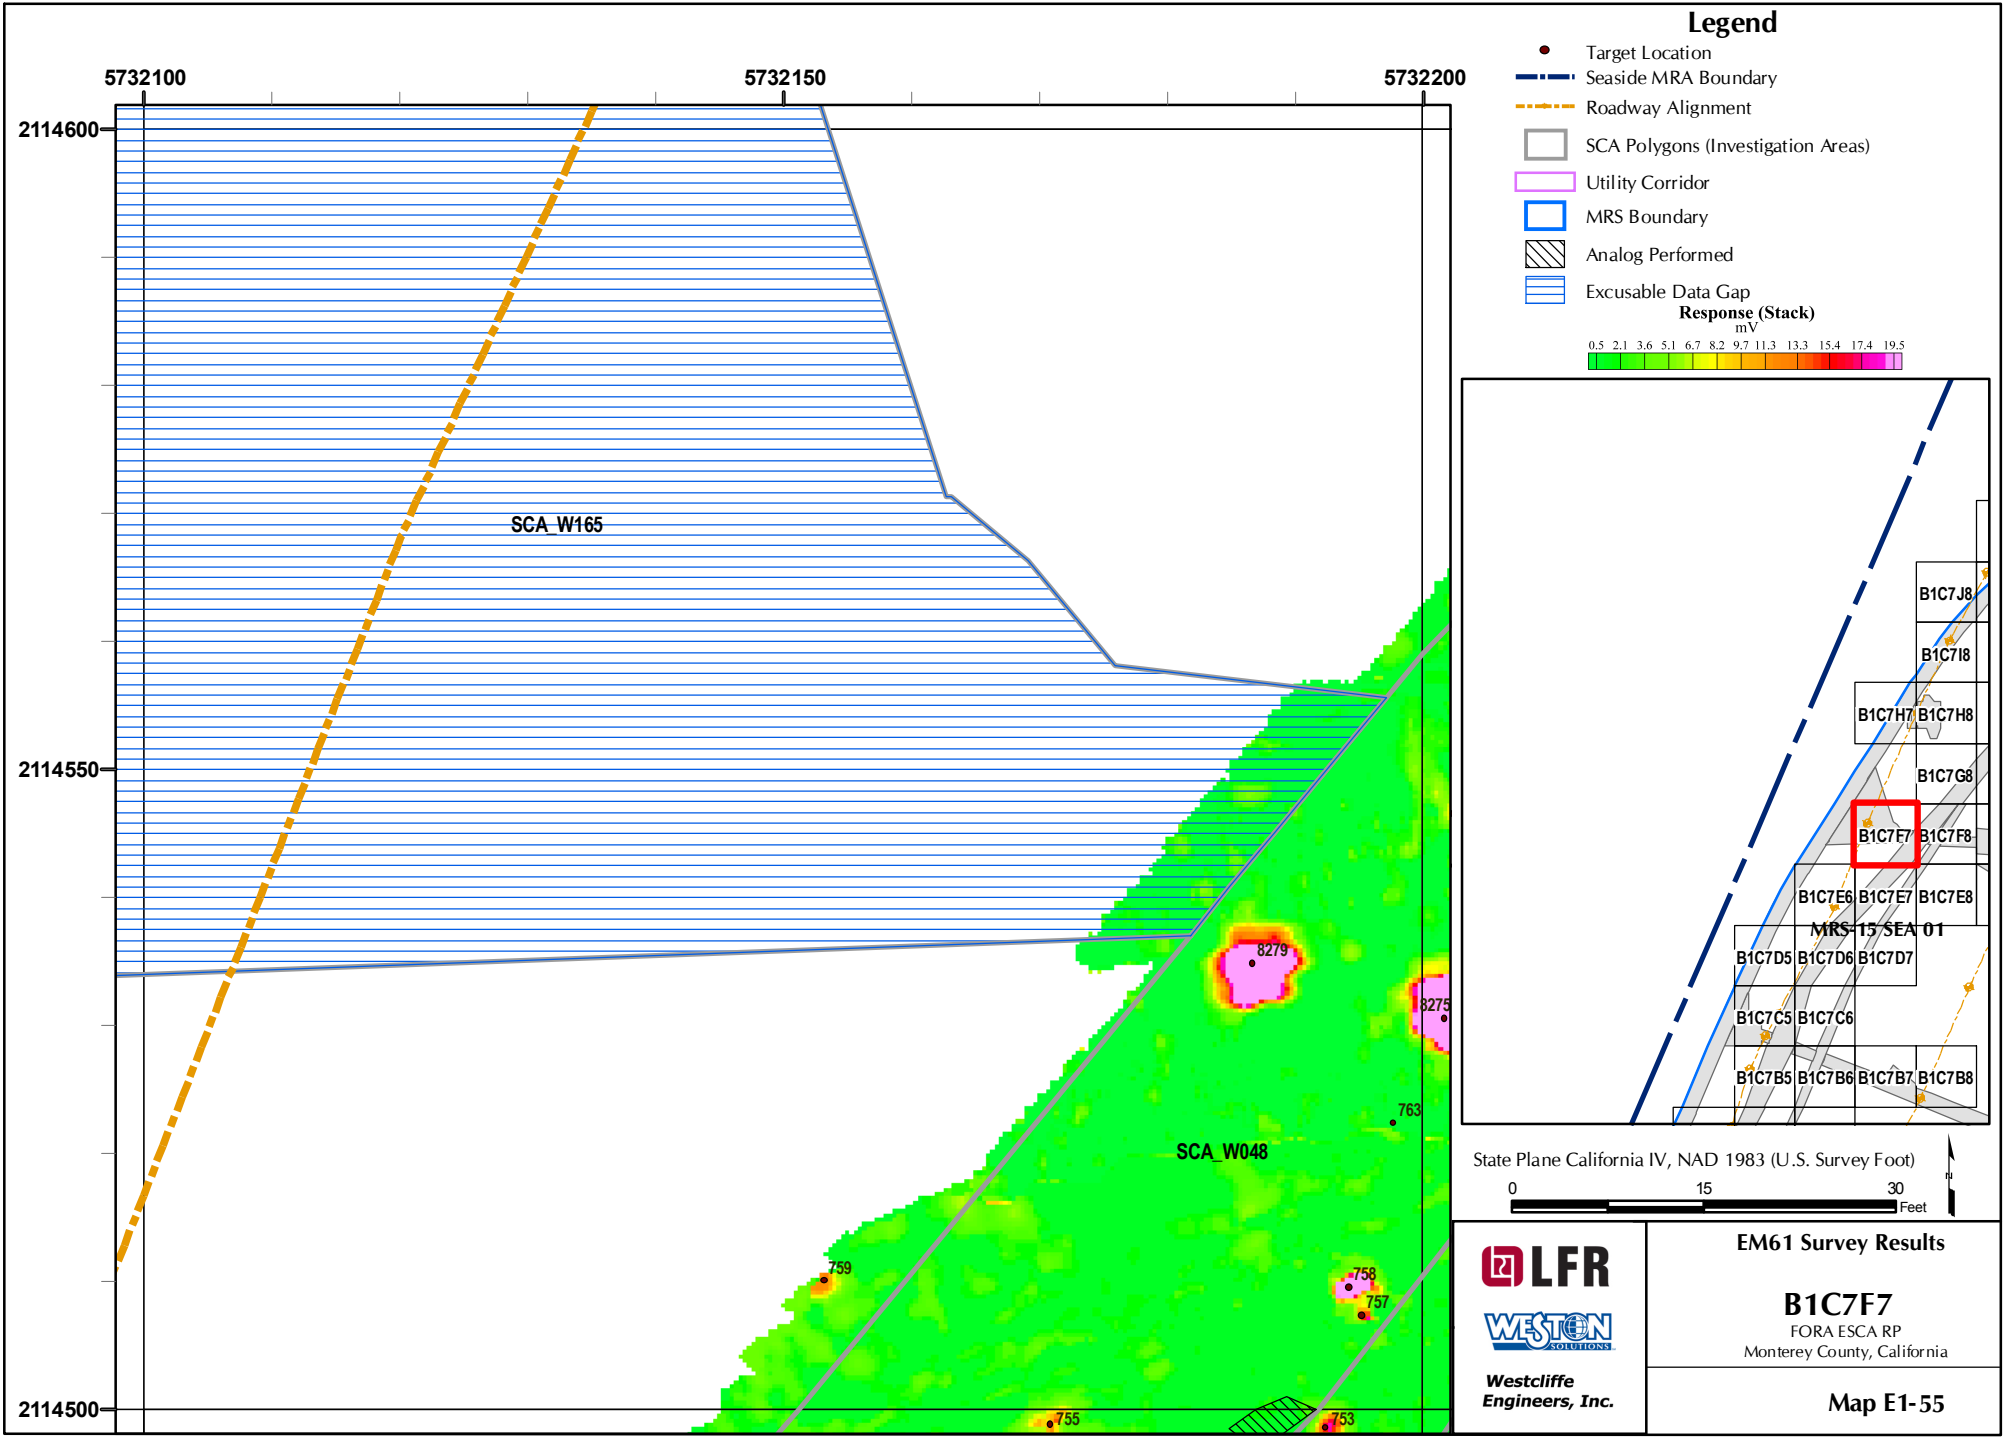 5732100
5732150
5732200
2114600
2114550
2114500
SCA_W165
SCA_W048
8279
8275
763
759
758
757
755
753
Legend
Target Location
Seaside MRA Boundary
Roadway Alignment
SCA Polygons (Investigation Areas)
Utility Corridor
MRS Boundary
Analog Performed
Excusable Data Gap
Response (Stack)
mV
0.5 2.1 3.6 5.1 6.7 8.2 9.7 11.3 13.3 15.4 17.4 19.5
B1C7J8
B1C7I8
B1C7H7 B1C7H8
B1C7G8
B1C7F7 B1C7F8
B1C7E6 B1C7E7 B1C7E8
MRS-15 SEA 01
B1C7D5 B1C7D6 B1C7D7
B1C7C5 B1C7C6
B1C7B5 B1C7B6 B1C7B7 B1C7B8
State Plane California IV, NAD 1983 (U.S. Survey Foot)
0 15 30
Feet
N
LFR
WESTON
SOLUTIONS
Westcliffe
Engineers, Inc.
EM61 Survey Results
B1C7F7
FORA ESCA RP
Monterey County, California
Map E1-55